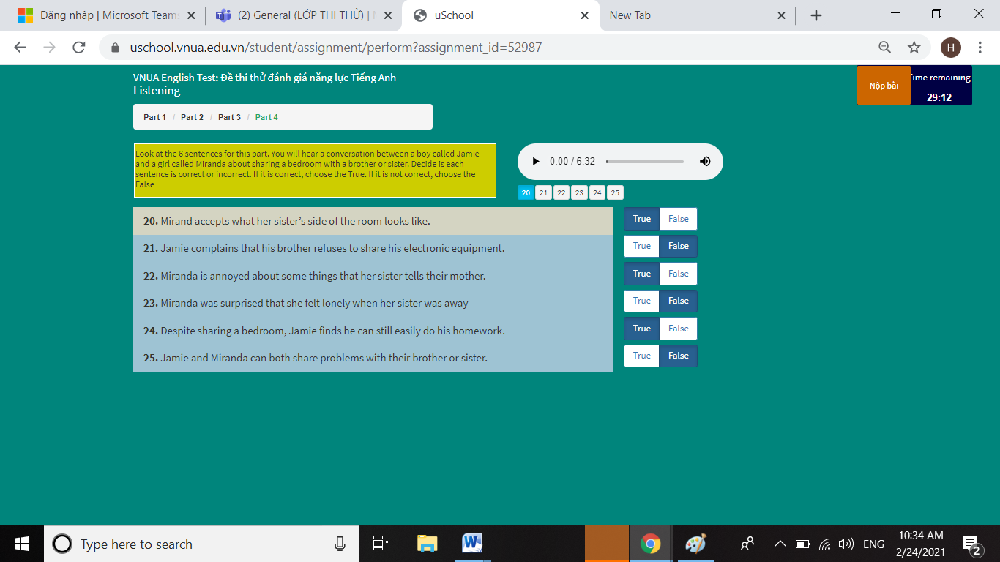 Đăng nhập | Microsoft Team
(2) General (LỚP THI THỬ) |
uSchool
New Tab
uschool.vnua.edu.vn/student/assignment/perform?assignment_id=52987
H
VNUA English Test: Đề thi thử đánh giá năng lực Tiếng Anh
Listening
Nộp bài
Time remaining
29:12
Part 1 / Part 2 / Part 3 / Part 4
Look at the 6 sentences for this part. You will hear a conversation between a boy called Jamie
and a girl called Miranda about sharing a bedroom with a brother or sister. Decide is each
sentence is correct or incorrect. If it is correct, choose the True. If it is not correct, choose the
False
0:00 / 6:32
20 21 22 23 24 25
20. Mirand accepts what her sister's side of the room looks like. True False
21. Jamie complains that his brother refuses to share his electronic equipment. True False
22. Miranda is annoyed about some things that her sister tells their mother. True False
23. Miranda was surprised that she felt lonely when her sister was away True False
24. Despite sharing a bedroom, Jamie finds he can still easily do his homework. True False
25. Jamie and Miranda can both share problems with their brother or sister. True False
Type here to search
ENG
10:34 AM
2/24/2021
2